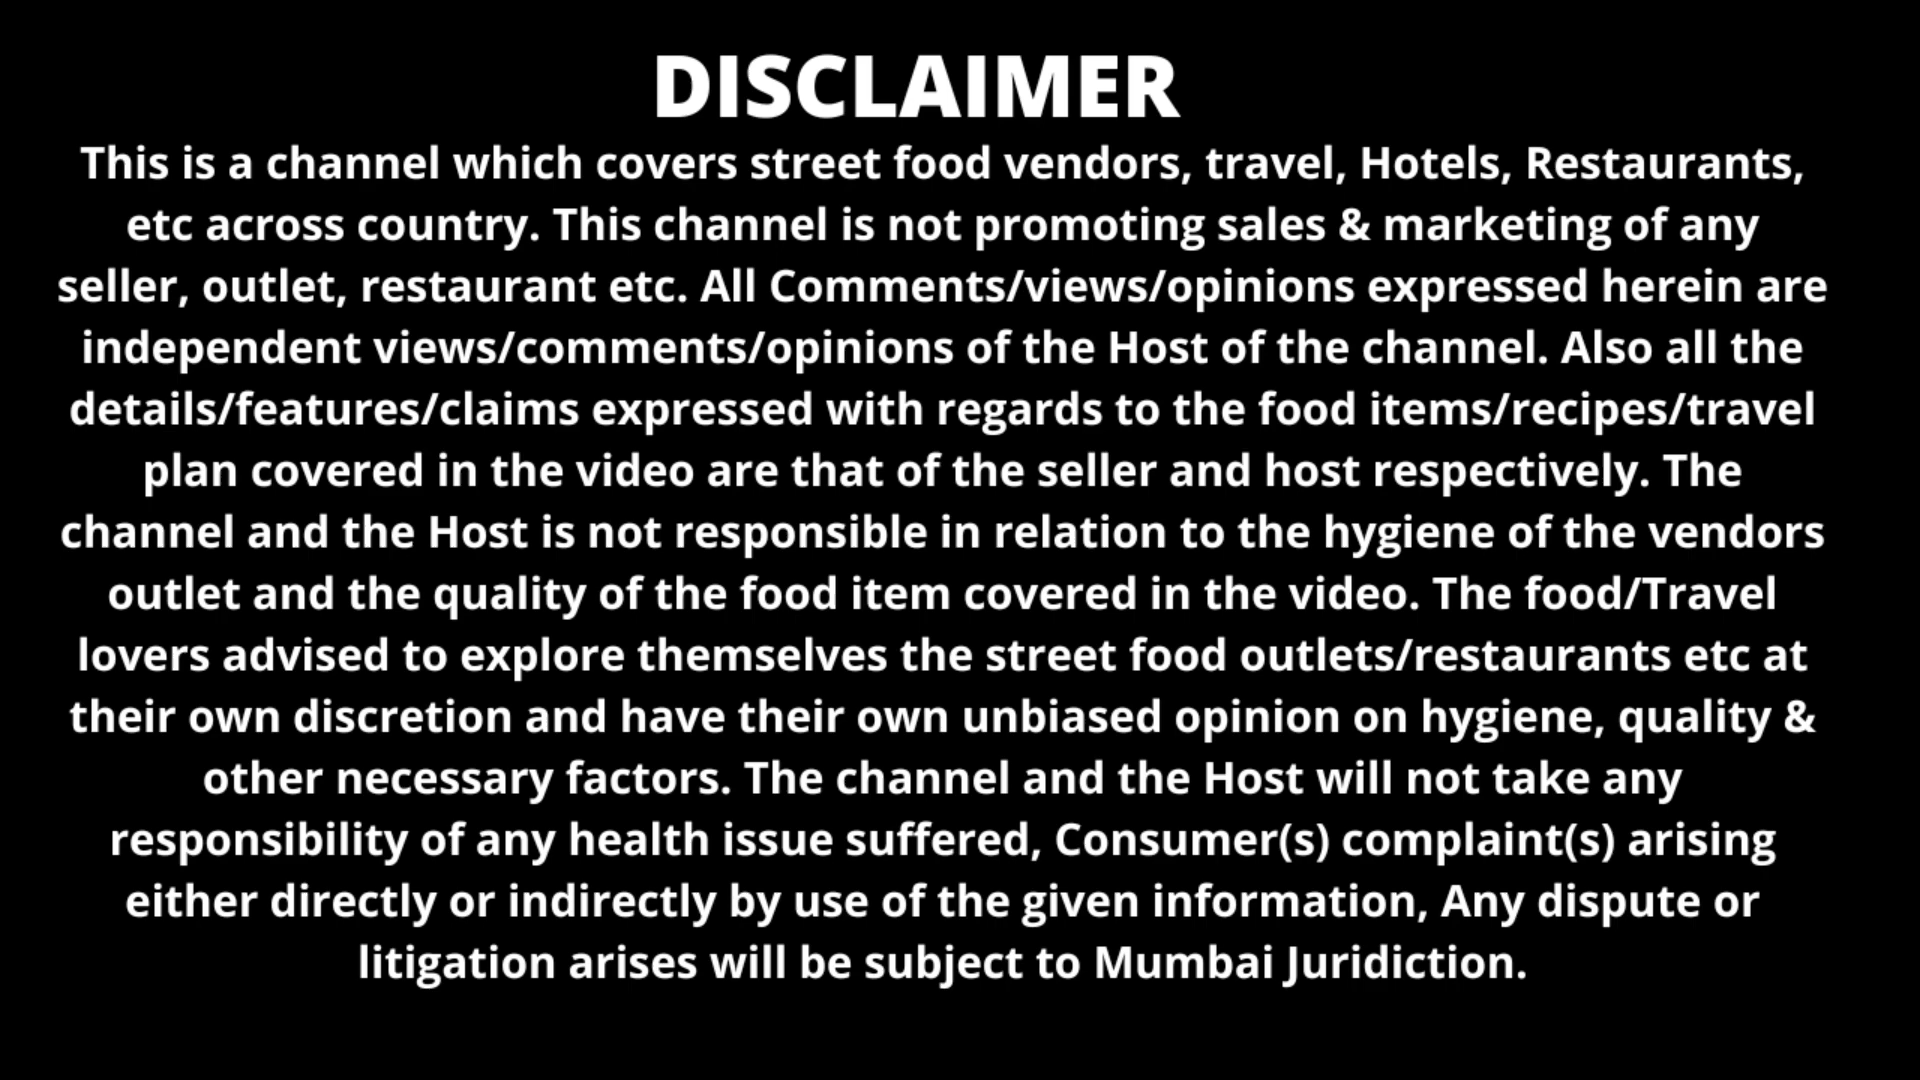 DISCLAIMER
This is a channel which covers street food vendors, travel, Hotels, Restaurants,
etc across country. This channel is not promoting sales & marketing of any
seller, outlet, restaurant etc. All Comments/views/opinions expressed herein are
independent views/comments/opinions of the Host of the channel. Also all the
details/features/claims expressed with regards to the food items/recipes/travel
plan covered in the video are that of the seller and host respectively. The
channel and the Host is not responsible in relation to the hygiene of the vendors
outlet and the quality of the food item covered in the video. The food/Travel
lovers advised to explore themselves the street food outlets/restaurants etc at
their own discretion and have their own unbiased opinion on hygiene, quality &
other necessary factors. The channel and the Host will not take any
responsibility of any health issue suffered, Consumer(s) complaint(s) arising
either directly or indirectly by use of the given information, Any dispute or
litigation arises will be subject to Mumbai Juridiction.